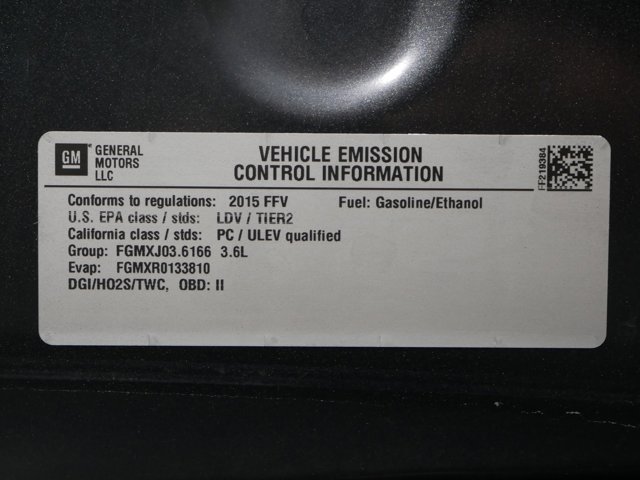 GM
GENERAL
MOTORS
LLC
VEHICLE EMISSION
CONTROL INFORMATION
FF219384
Conforms to regulations: 2015 FFV Fuel: Gasoline/Ethanol
U.S. EPA class / stds: LDV / TIER2
California class / stds: PC / ULEV qualified
Group: FGMXJ03.6166 3.6L
Evap: FGMXR0133810
DGI/HO2S/TWC, OBD: II